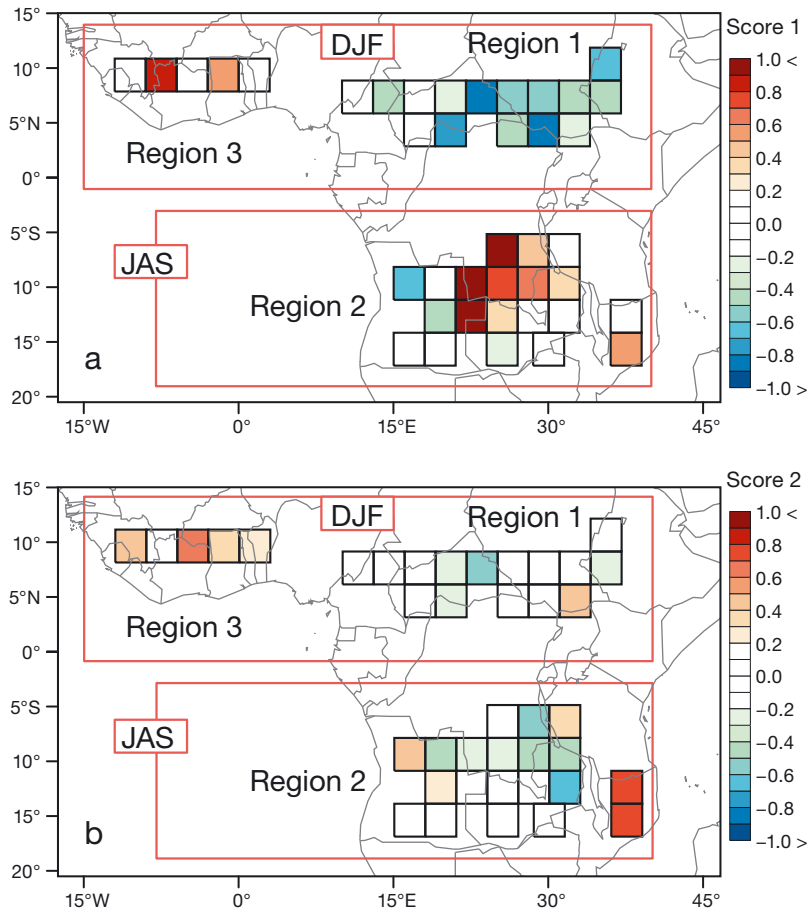 Score 1
15°
10°
5°N
0°
5°S
10°
15°
20°
15°W
0°
15°E
30°
45°
DJF
Region 1
Region 3
JAS
Region 2
a
1.0 <
0.8
0.6
0.4
0.2
0.0
−0.2
−0.4
−0.6
−0.8
−1.0 >
Score 2
15°
10°
5°N
0°
5°S
10°
15°
20°
15°W
0°
15°E
30°
45°
DJF
Region 1
Region 3
JAS
Region 2
b
1.0 <
0.8
0.6
0.4
0.2
0.0
−0.2
−0.4
−0.6
−0.8
−1.0 >